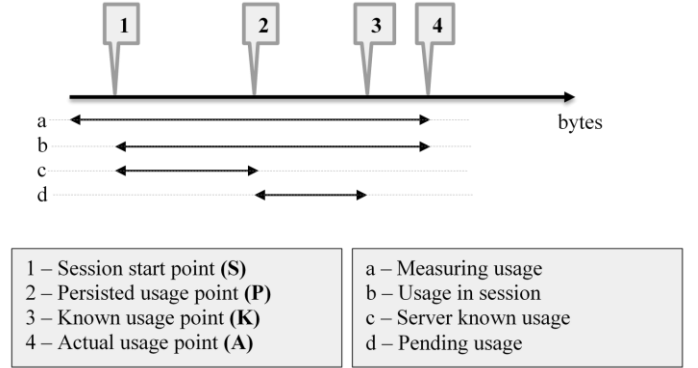 1
2
3
4
a
bytes
b
c
d
1 – Session start point (S)
2 – Persisted usage point (P)
3 – Known usage point (K)
4 – Actual usage point (A)
a – Measuring usage
b – Usage in session
c – Server known usage
d – Pending usage